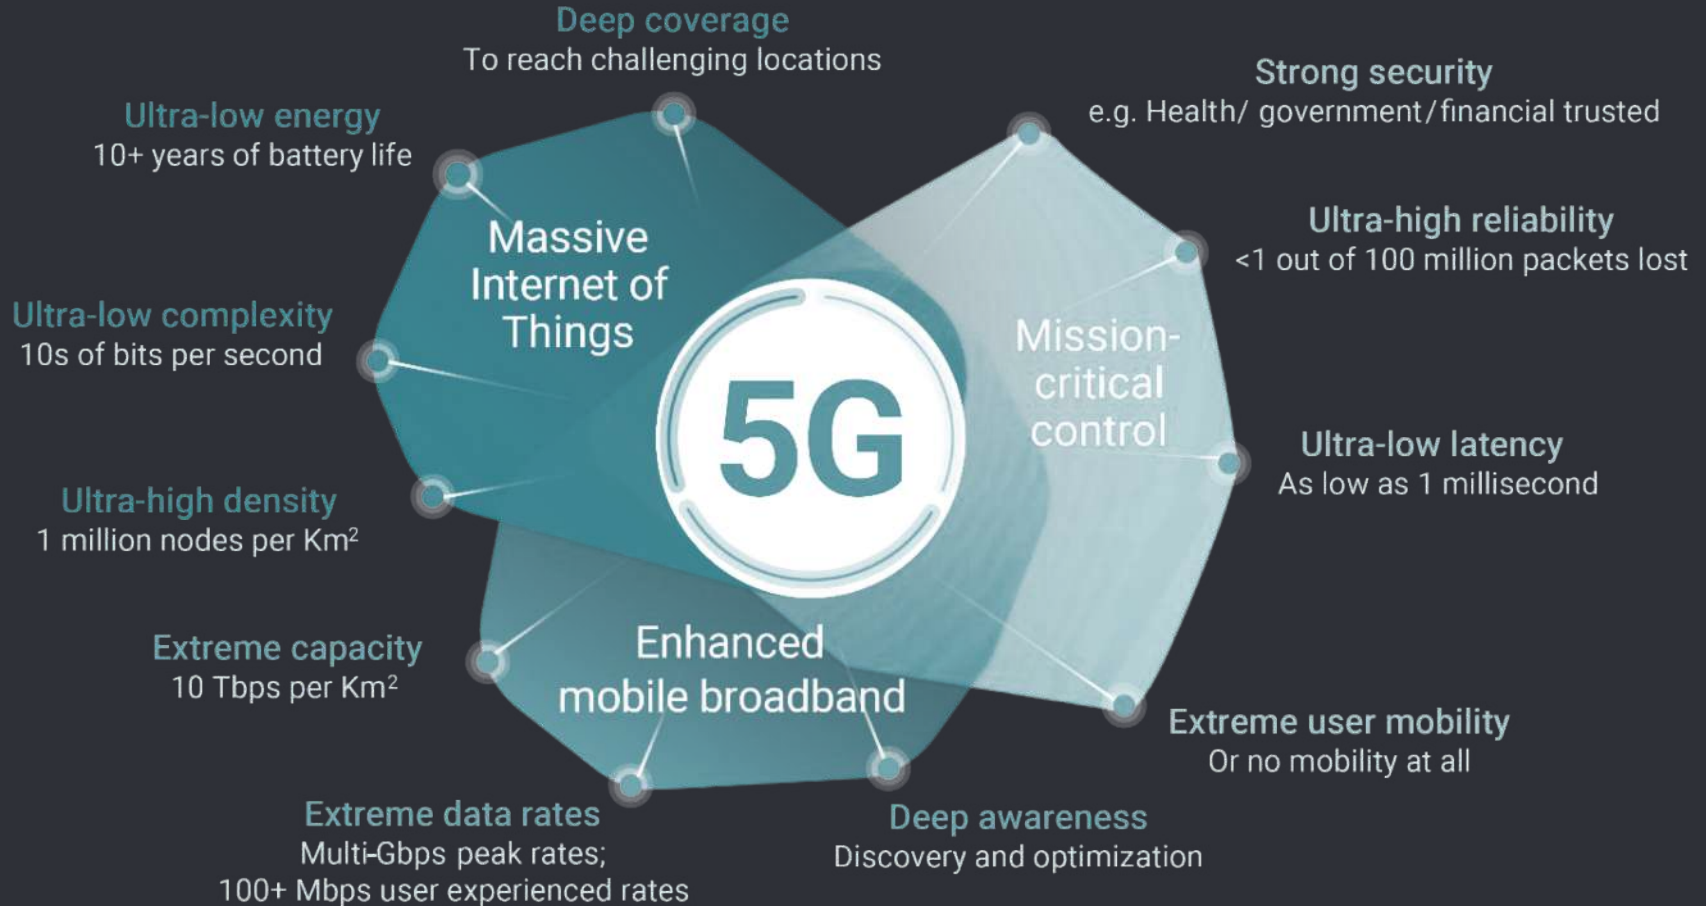 Deep coverage
To reach challenging locations
Strong security
e.g. Health/ government/financial trusted
Ultra-low energy
10+ years of battery life
Ultra-high reliability
<1 out of 100 million packets lost
Massive
Internet of
Things
Ultra-low complexity
10s of bits per second
Mission-
critical
control
5G
Ultra-low latency
As low as 1 millisecond
Ultra-high density
1 million nodes per Km²
Extreme capacity
10 Tbps per Km²
Enhanced
mobile broadband
Extreme user mobility
Or no mobility at all
Extreme data rates
Multi-Gbps peak rates;
100+ Mbps user experienced rates
Deep awareness
Discovery and optimization